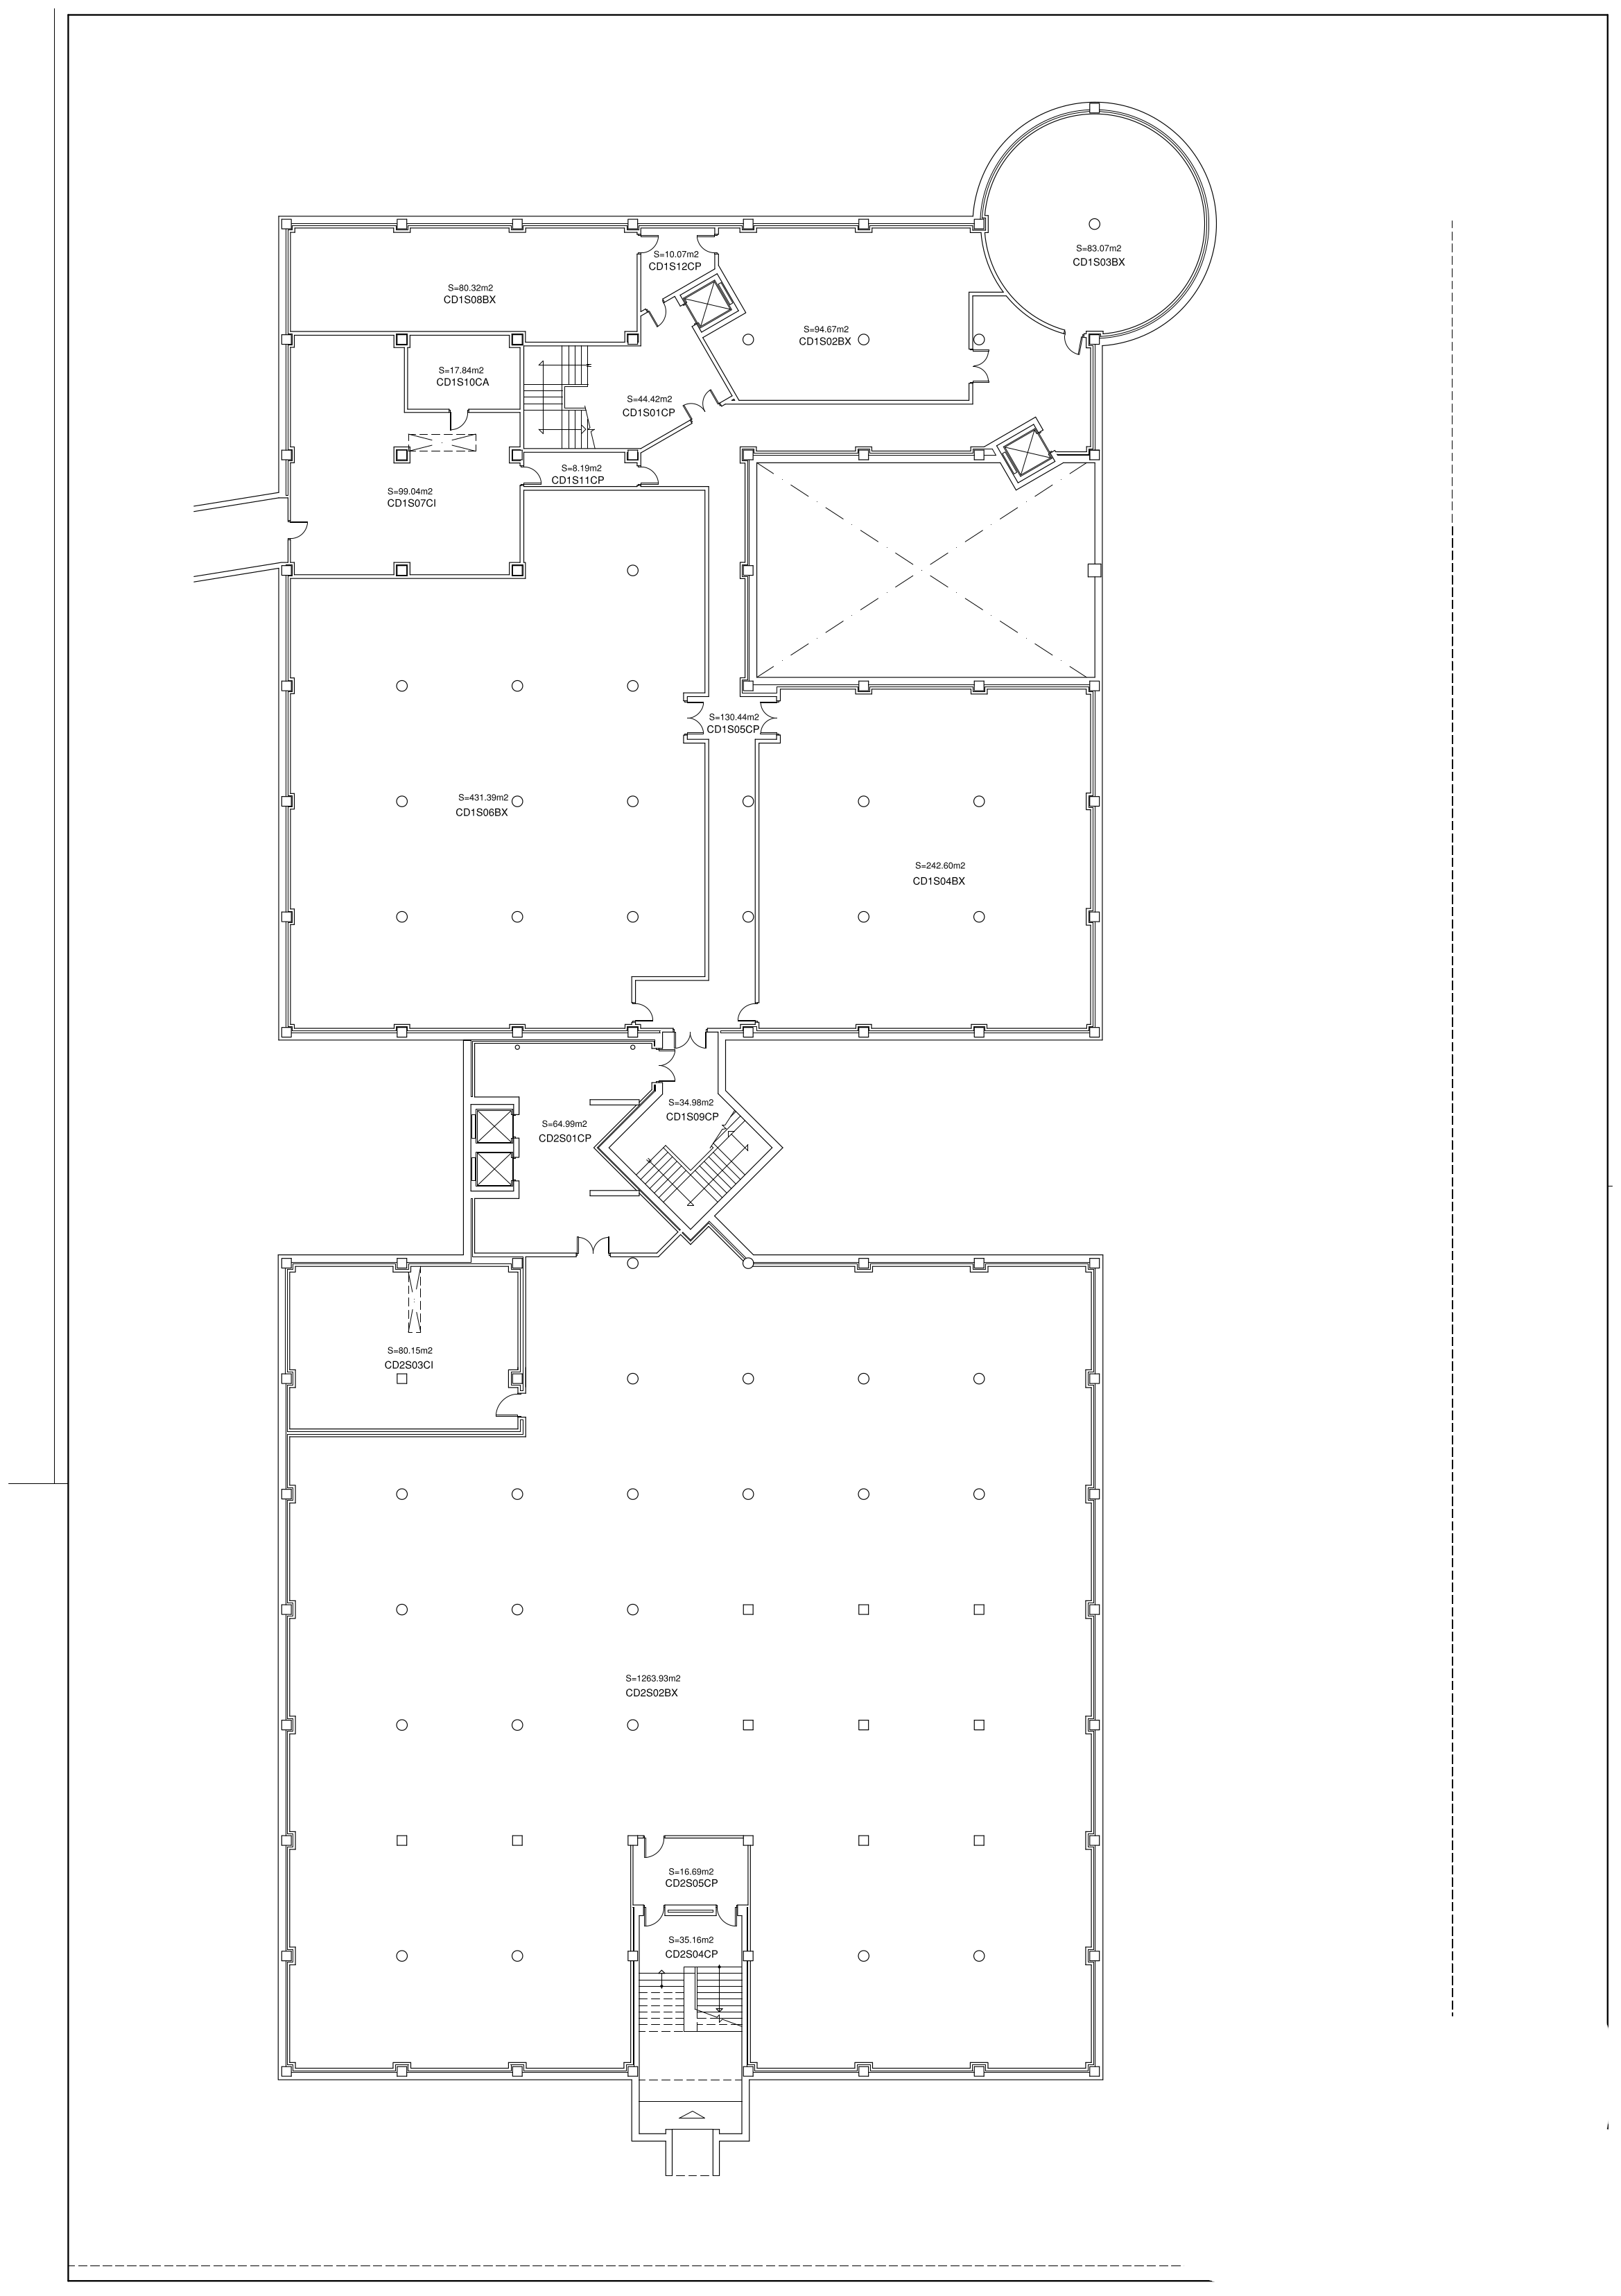 S=83.07m2
CD1S03BX
S=10.07m2
CD1S12CP
S=80.32m2
CD1S08BX
S=94.67m2
CD1S02BX
S=17.84m2
CD1S10CA
S=44.42m2
CD1S01CP
S=8.19m2
CD1S11CP
S=99.04m2
CD1S07CI
S=130.44m2
CD1S05CP
S=431.39m2
CD1S06BX
S=242.60m2
CD1S04BX
S=34.98m2
CD1S09CP
S=64.99m2
CD2S01CP
S=80.15m2
CD2S03CI
S=1263.93m2
CD2S02BX
S=16.69m2
CD2S05CP
S=35.16m2
CD2S04CP